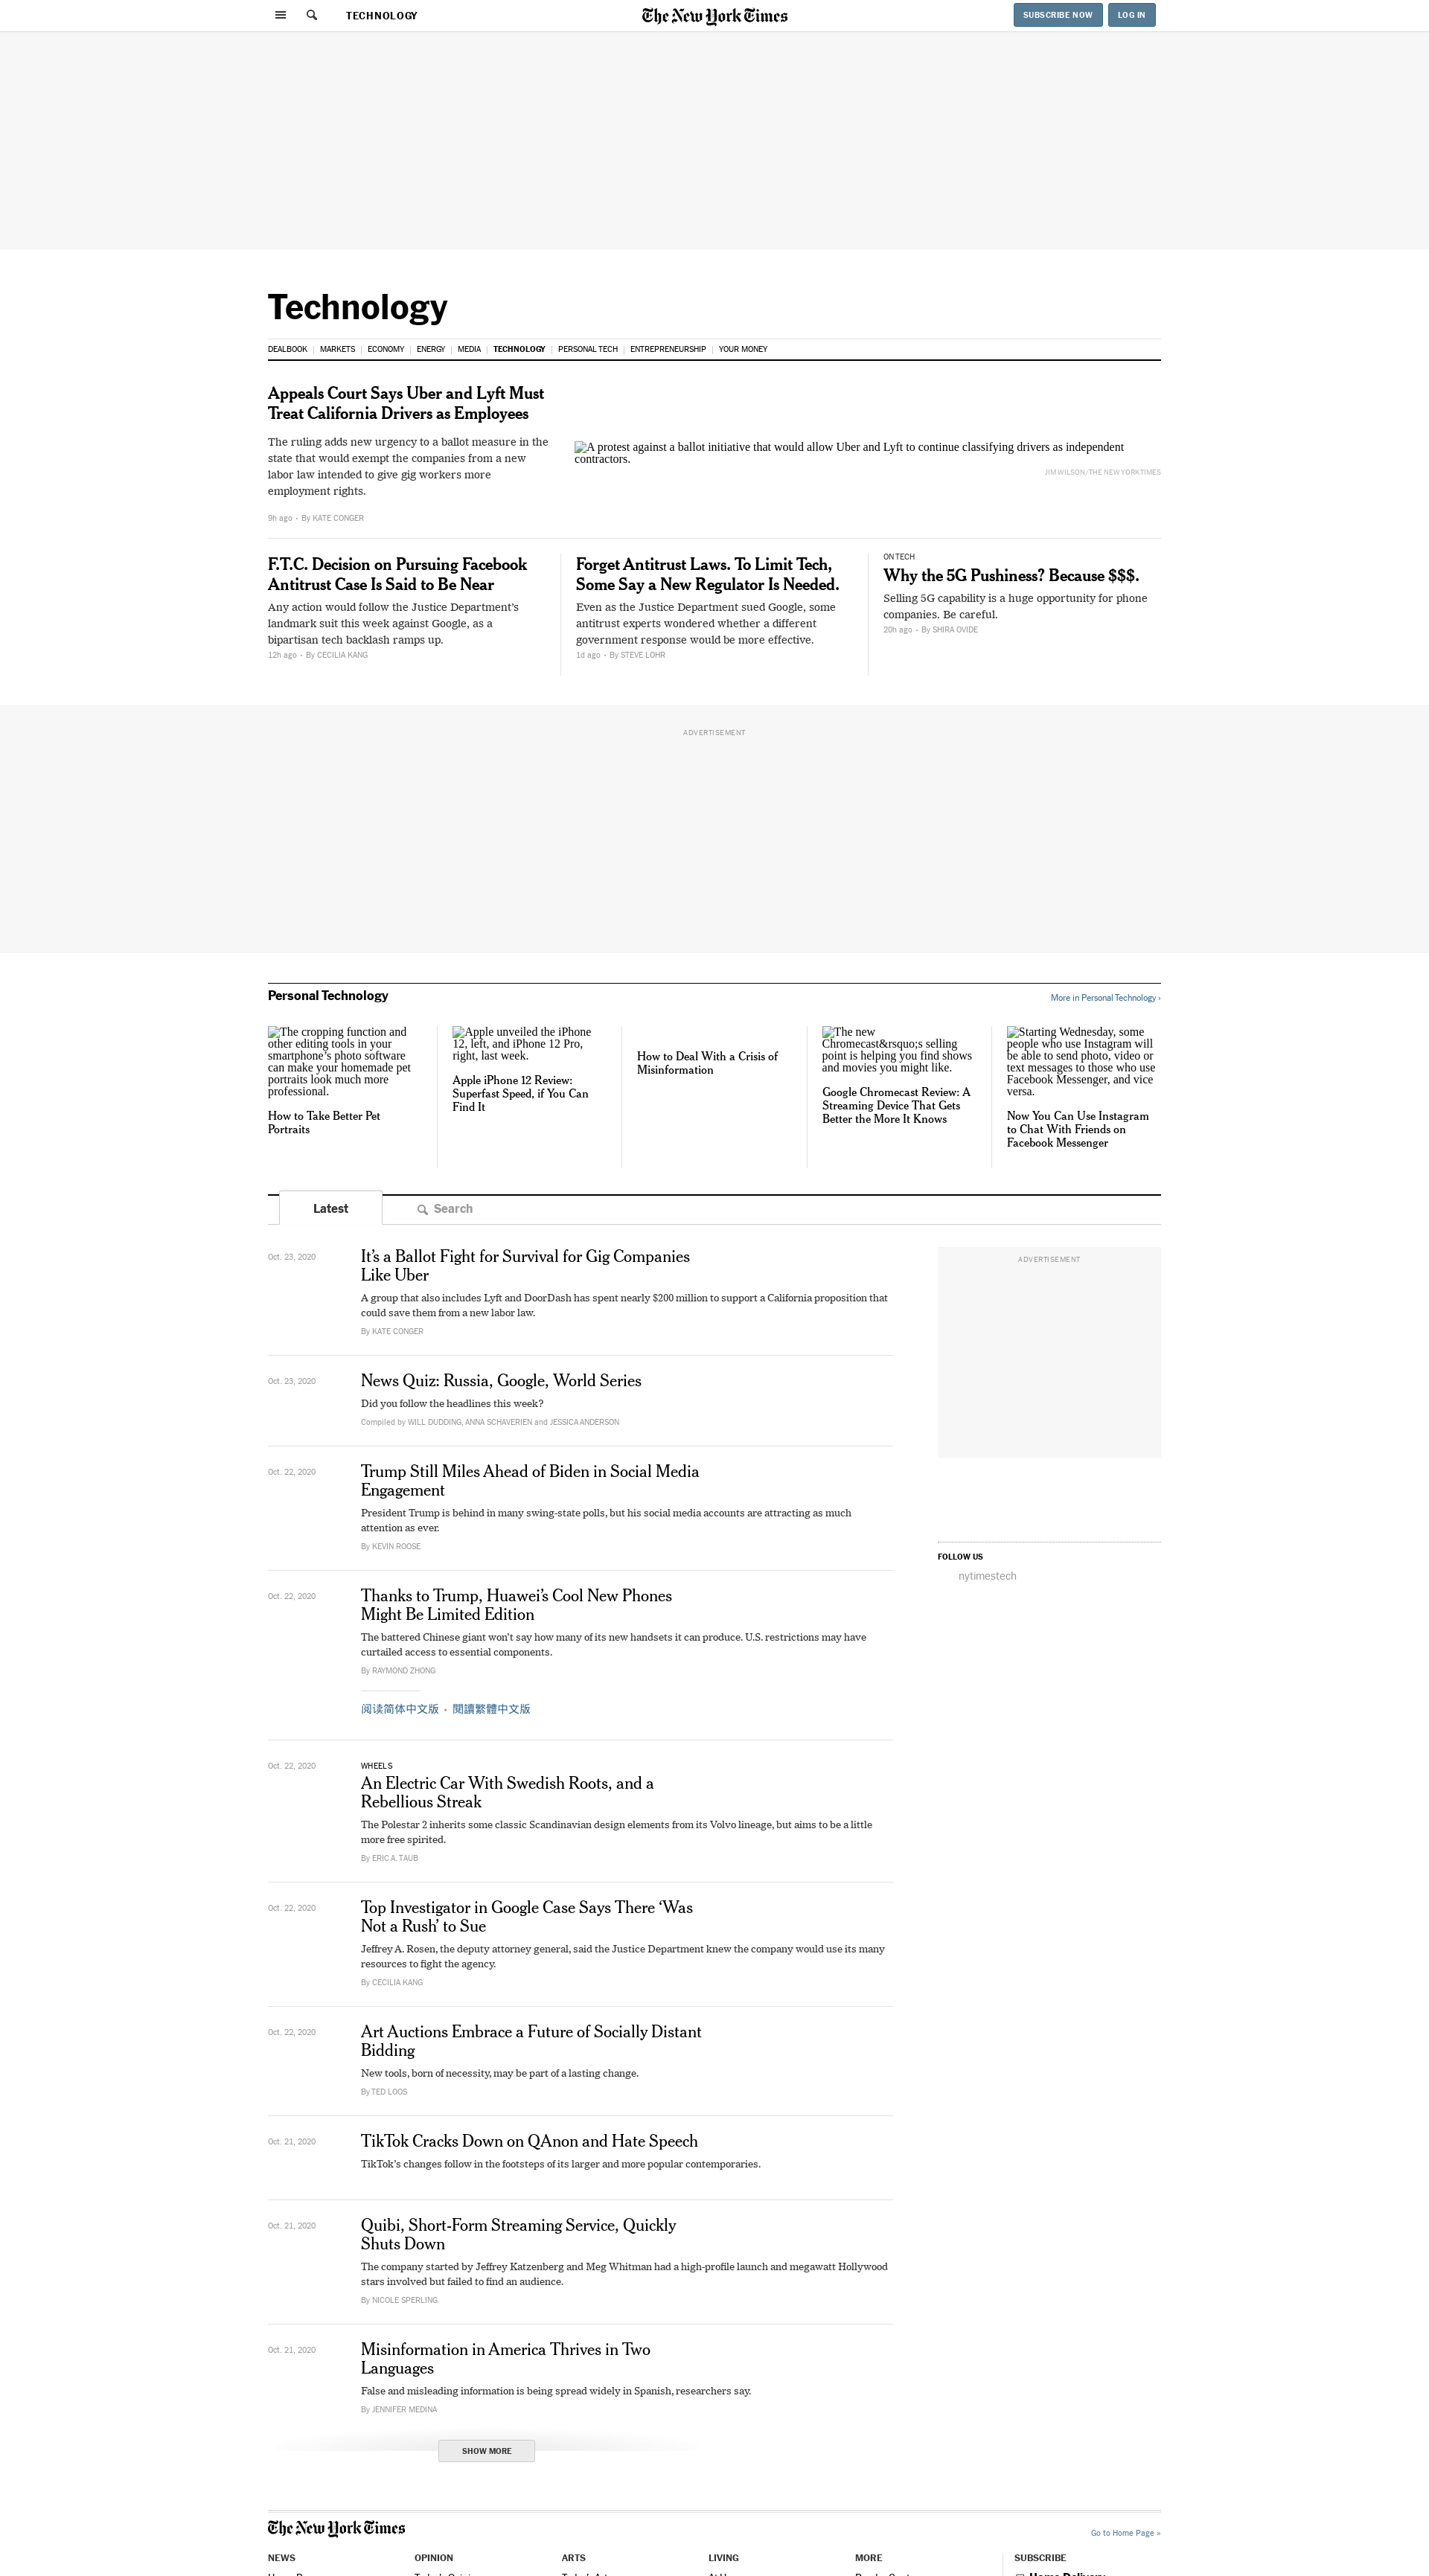 TECHNOLOGY
The New York Times
SUBSCRIBE NOW
LOG IN
Technology
DEALBOOK
MARKETS
ECONOMY
ENERGY
MEDIA
TECHNOLOGY
PERSONAL TECH
ENTREPRENEURSHIP
YOUR MONEY
Appeals Court Says Uber and Lyft Must
Treat California Drivers as Employees
The ruling adds new urgency to a ballot measure in the
state that would exempt the companies from a new
labor law intended to give gig workers more
employment rights.
9h ago • By KATE CONGER
A protest against a ballot initiative that would allow Uber and Lyft to continue classifying drivers as independent
contractors.
JIM WILSON/THE NEW YORK TIMES
F.T.C. Decision on Pursuing Facebook
Antitrust Case Is Said to Be Near
Any action would follow the Justice Department’s
landmark suit this week against Google, as a
bipartisan tech backlash ramps up.
12h ago • By CECILIA KANG
Forget Antitrust Laws. To Limit Tech,
Some Say a New Regulator Is Needed.
Even as the Justice Department sued Google, some
antitrust experts wondered whether a different
government response would be more effective.
1d ago • By STEVE LOHR
ON TECH
Why the 5G Pushiness? Because $$$.
Selling 5G capability is a huge opportunity for phone
companies. Be careful.
20h ago • By SHIRA OVIDE
ADVERTISEMENT
Personal Technology
More in Personal Technology ›
The cropping function and
other editing tools in your
smartphone’s photo software
can make your homemade pet
portraits look much more
professional.
How to Take Better Pet
Portraits
Apple unveiled the iPhone
12, left, and iPhone 12 Pro,
right, last week.
Apple iPhone 12 Review:
Superfast Speed, if You Can
Find It
How to Deal With a Crisis of
Misinformation
The new
Chromecast&rsquo;s selling
point is helping you find shows
and movies you might like.
Google Chromecast Review: A
Streaming Device That Gets
Better the More It Knows
Starting Wednesday, some
people who use Instagram will
be able to send photo, video or
text messages to those who use
Facebook Messenger, and vice
versa.
Now You Can Use Instagram
to Chat With Friends on
Facebook Messenger
Latest
Search
Oct. 23, 2020
It’s a Ballot Fight for Survival for Gig Companies
Like Uber
A group that also includes Lyft and DoorDash has spent nearly $200 million to support a California proposition that
could save them from a new labor law.
By KATE CONGER
Oct. 23, 2020
News Quiz: Russia, Google, World Series
Did you follow the headlines this week?
Compiled by WILL DUDDING, ANNA SCHAVERIEN and JESSICA ANDERSON
Oct. 22, 2020
Trump Still Miles Ahead of Biden in Social Media
Engagement
President Trump is behind in many swing-state polls, but his social media accounts are attracting as much
attention as ever.
By KEVIN ROOSE
Oct. 22, 2020
Thanks to Trump, Huawei’s Cool New Phones
Might Be Limited Edition
The battered Chinese giant won’t say how many of its new handsets it can produce. U.S. restrictions may have
curtailed access to essential components.
By RAYMOND ZHONG
阅读简体中文版 • 閱讀繁體中文版
Oct. 22, 2020
WHEELS
An Electric Car With Swedish Roots, and a
Rebellious Streak
The Polestar 2 inherits some classic Scandinavian design elements from its Volvo lineage, but aims to be a little
more free spirited.
By ERIC A. TAUB
Oct. 22, 2020
Top Investigator in Google Case Says There ‘Was
Not a Rush’ to Sue
Jeffrey A. Rosen, the deputy attorney general, said the Justice Department knew the company would use its many
resources to fight the agency.
By CECILIA KANG
Oct. 22, 2020
Art Auctions Embrace a Future of Socially Distant
Bidding
New tools, born of necessity, may be part of a lasting change.
By TED LOOS
Oct. 21, 2020
TikTok Cracks Down on QAnon and Hate Speech
TikTok’s changes follow in the footsteps of its larger and more popular contemporaries.
Oct. 21, 2020
Quibi, Short-Form Streaming Service, Quickly
Shuts Down
The company started by Jeffrey Katzenberg and Meg Whitman had a high-profile launch and megawatt Hollywood
stars involved but failed to find an audience.
By NICOLE SPERLING
Oct. 21, 2020
Misinformation in America Thrives in Two
Languages
False and misleading information is being spread widely in Spanish, researchers say.
By JENNIFER MEDINA
SHOW MORE
ADVERTISEMENT
FOLLOW US
nytimestech
The New York Times
Go to Home Page »
NEWS
OPINION
ARTS
LIVING
MORE
SUBSCRIBE